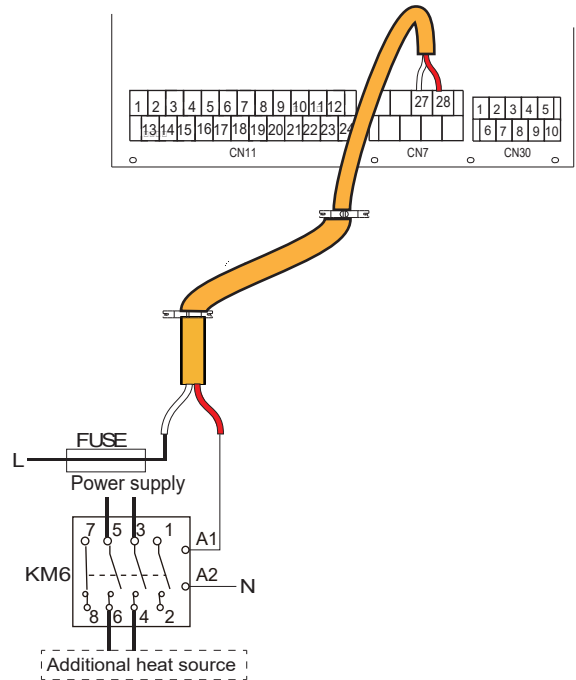 27 28
1 2 3 4 5 6 7 8 9 10 11 12
1 2 3 4 5
13 14 15 16 17 18 19 20 21 22 23 24
6 7 8 9 10
CN11 CN7 CN30
FUSE
L
Power supply
7 5 3 1
A1
KM6
A2 N
8 6 4 2
Additional heat source